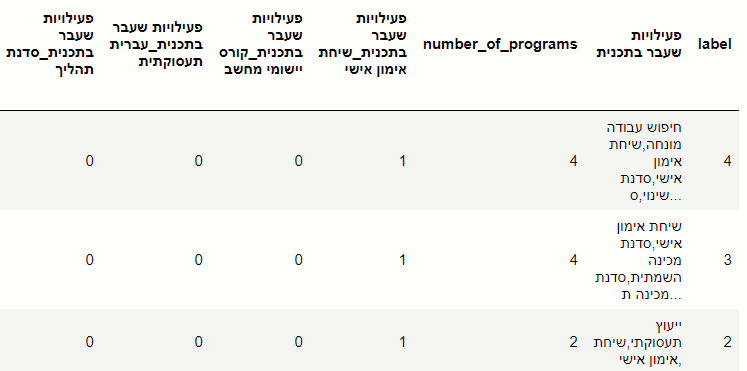 label
פעילויות
שעבר בתכנית
number_of_programs
פעילויות
שעבר
בתכנית_שיחת
אימון אישי
פעילויות
שעבר
בתכנית_קורס
יישומי מחשב
פעילויות שעבר
בתכנית_עברית
תעסוקתית
פעילויות
שעבר
בתכנית_סדנת
תהליך
4
חיפוש עבודה
מונחה,שיחת
אימון
אישי,סדנת
שינוי,ס...
4
1
0
0
0
3
שיחת אימון
אישי,סדנת
מכינה
השמתית,סדנת
מכינה ת...
4
1
0
0
0
2
ייעוץ
תעסוקתי,שיחת
אימון אישי,
2
1
0
0
0